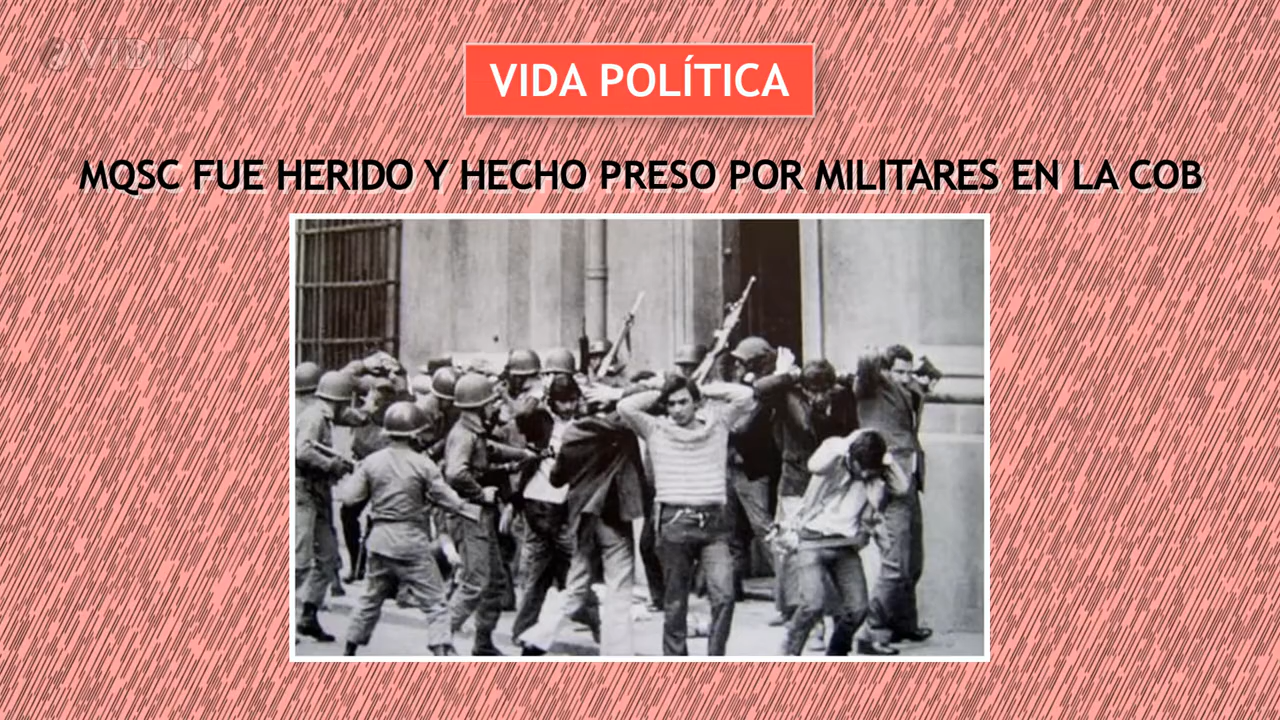 VIDA POLÍTICA
MQSC FUE HERIDO Y HECHO PRESO POR MILITARES EN LA COB